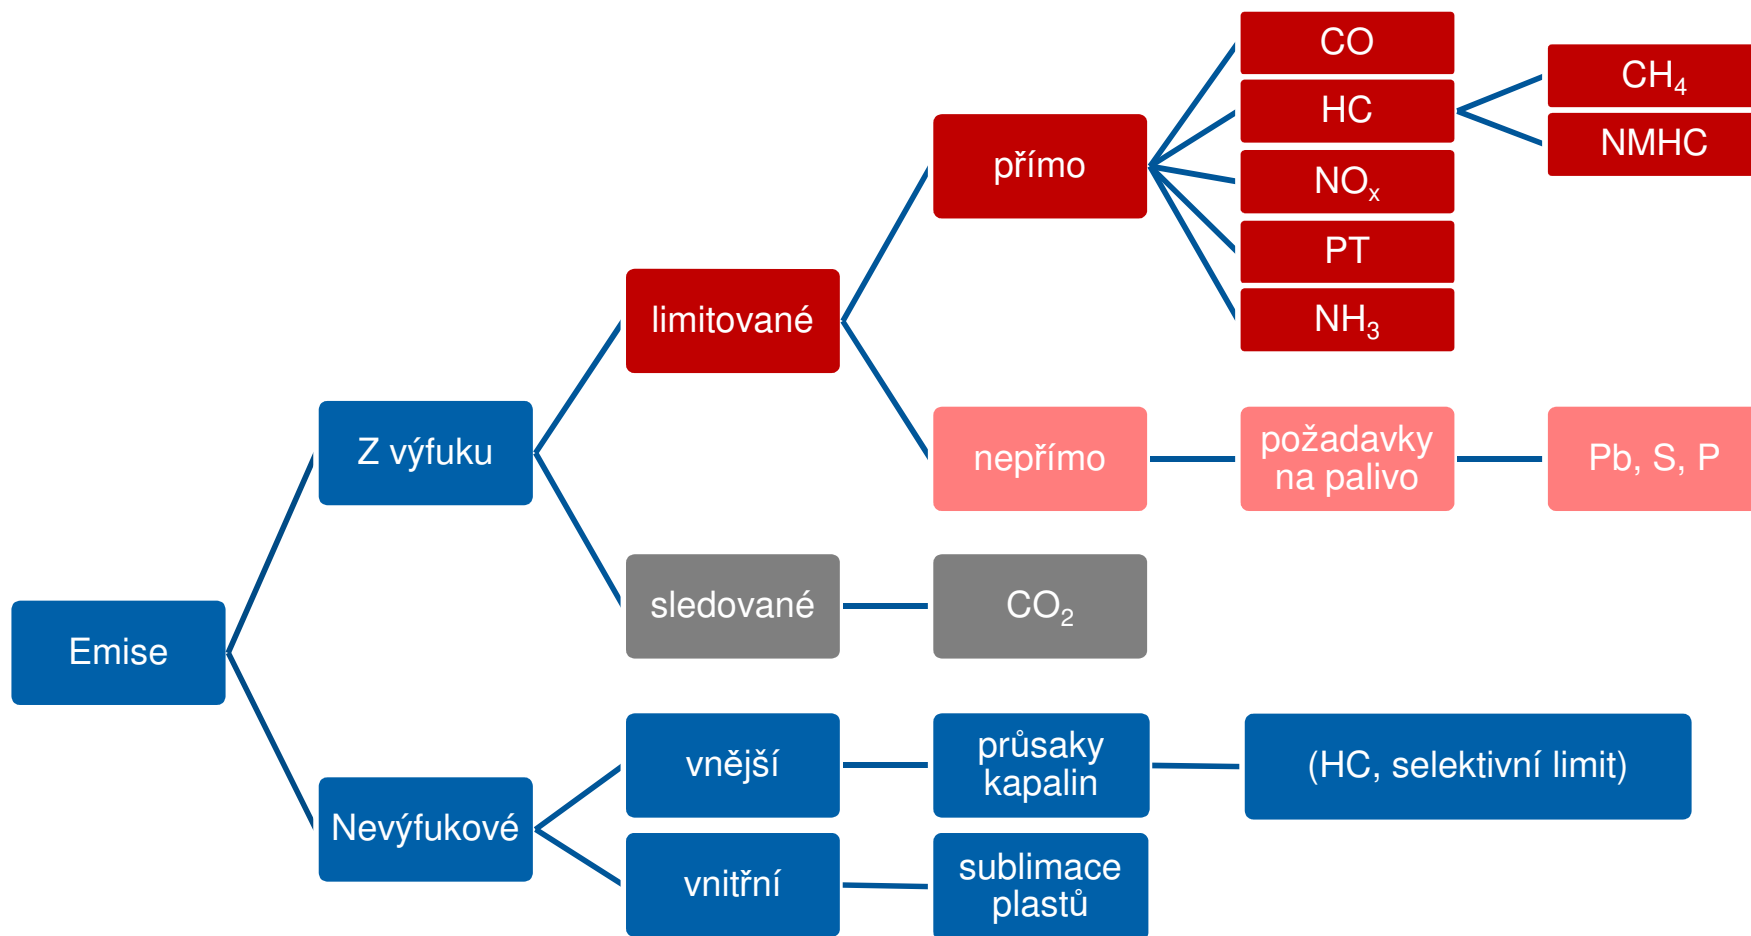 Emise
Z výfuku
Nevýfukové
limitované
sledované
vnější
vnitřní
přímo
nepřímo
CO₂
průsaky
kapalin
sublimace
plastů
CO
HC
NOₓ
PT
NH₃
požadavky
na palivo
(HC, selektivní limit)
CH₄
NMHC
Pb, S, P